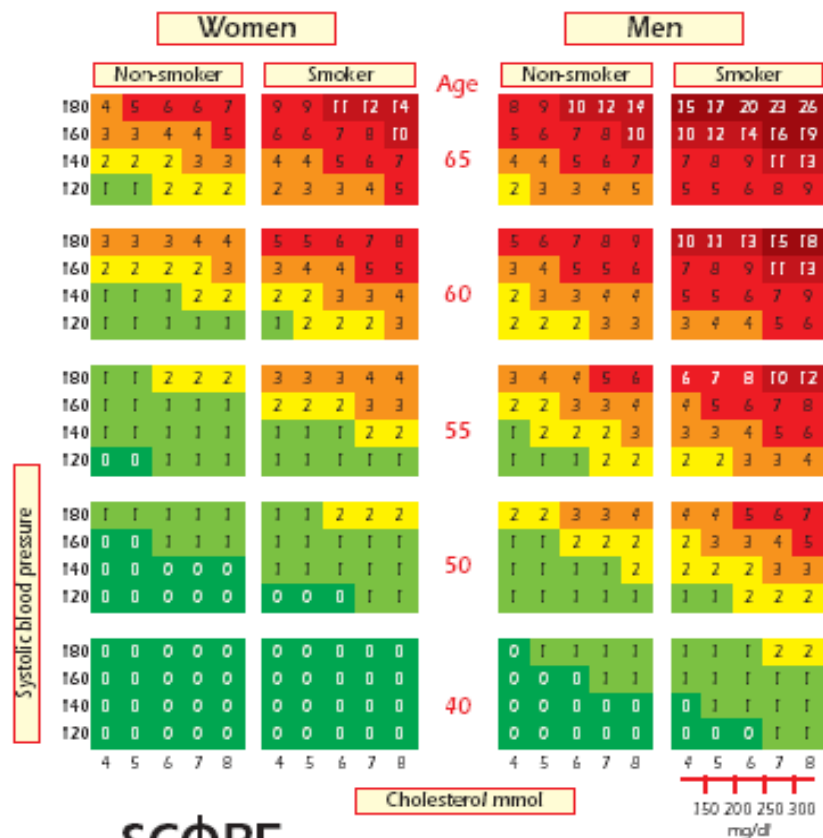 Women Men
Non-smoker Smoker Age Non-smoker Smoker
180 4 5 6 6 7 9 9 11 12 14 8 9 10 12 14 15 17 20 23 26
160 3 3 4 4 5 6 6 7 8 10 5 6 7 8 10 10 12 14 16 19
65
140 2 2 2 3 3 4 4 5 6 7 4 4 5 6 7 7 8 9 11 13
120 1 1 2 2 2 2 3 3 4 5 2 3 3 4 5 5 5 6 8 9
180 3 3 3 4 4 5 5 6 7 8 5 6 7 8 9 10 11 13 15 18
160 2 2 2 2 3 3 4 4 5 5 3 4 5 5 6 7 8 9 11 13
60
140 1 1 1 2 2 2 2 3 3 4 2 3 3 4 4 5 5 6 7 9
120 1 1 1 1 1 1 2 2 2 3 2 2 2 3 3 3 4 4 5 6
180 1 1 2 2 2 3 3 3 4 4 3 4 4 5 6 6 7 8 10 12
160 1 1 1 1 1 2 2 2 3 3 2 2 3 3 4 4 5 6 7 8
55
140 1 1 1 1 1 1 1 1 2 2 1 2 2 2 3 3 3 4 5 6
120 0 0 1 1 1 1 1 1 1 1 1 1 1 2 2 2 2 3 3 4
Systolic blood pressure
180 1 1 1 1 1 1 1 2 2 2 2 2 3 3 4 4 4 5 6 7
160 0 0 1 1 1 1 1 1 1 1 1 1 2 2 2 2 3 3 4 5
50
140 0 0 0 0 0 1 1 1 1 1 1 1 1 1 2 2 2 2 3 3
120 0 0 0 0 0 0 0 0 1 1 1 1 1 1 1 1 1 2 2 2
180 0 0 0 0 0 0 0 0 0 0 0 1 1 1 1 1 1 1 2 2
160 0 0 0 0 0 0 0 0 0 0 0 0 0 1 1 1 1 1 1 1
40
140 0 0 0 0 0 0 0 0 0 0 0 0 0 0 0 0 1 1 1 1
120 0 0 0 0 0 0 0 0 0 0 0 0 0 0 0 0 0 0 1 1
4 5 6 7 8 4 5 6 7 8 4 5 6 7 8 4 5 6 7 8
Cholesterol mmol
150 200 250 300
mg/dl
SCORE